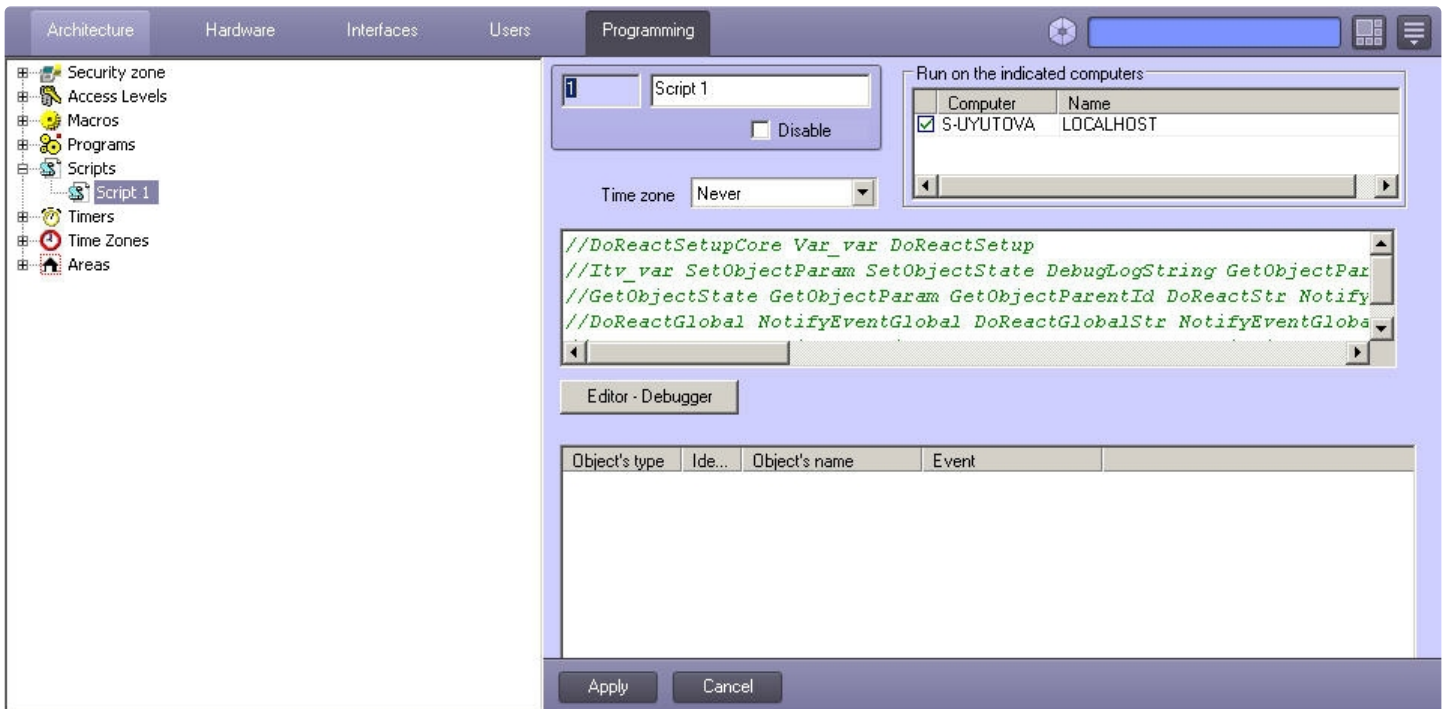 Architecture Hardware Interfaces Users Programming
Security zone
Access Levels
Macros
Programs
Scripts
Script 1
Timers
Time Zones
Areas
1 Script 1
Disable
Time zone Never
Run on the indicated computers
Computer Name
S-UYUTOVA LOCALHOST
//DoReactSetupCore Var_var DoReactSetup
//Itv_var SetObjectParam SetObjectState DebugLogString GetObjectPar
//GetObjectState GetObjectParam GetObjectParentId DoReactStr Notify
//DoReactGlobal NotifyEventGlobal DoReactGlobalStr NotifyEventGloba
Editor - Debugger
Object's type Ide... Object's name Event
Apply Cancel